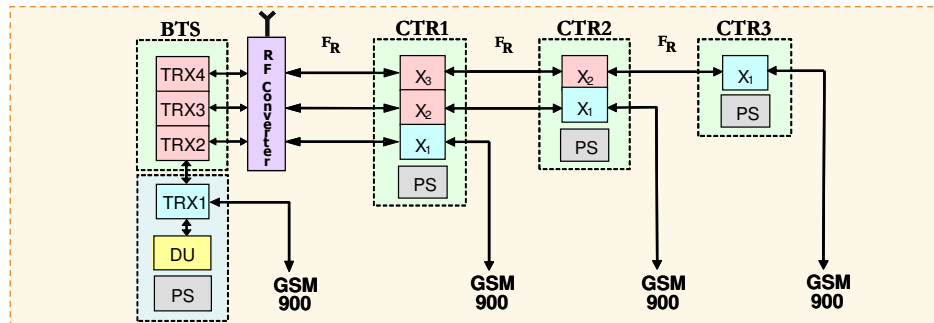 BTS
CTR1
CTR2
CTR3
FR
FR
FR
RF Converter
TRX4
TRX3
TRX2
TRX1
DU
PS
X3
X2
X1
PS
X2
X1
PS
X1
PS
GSM
900
GSM
900
GSM
900
GSM
900